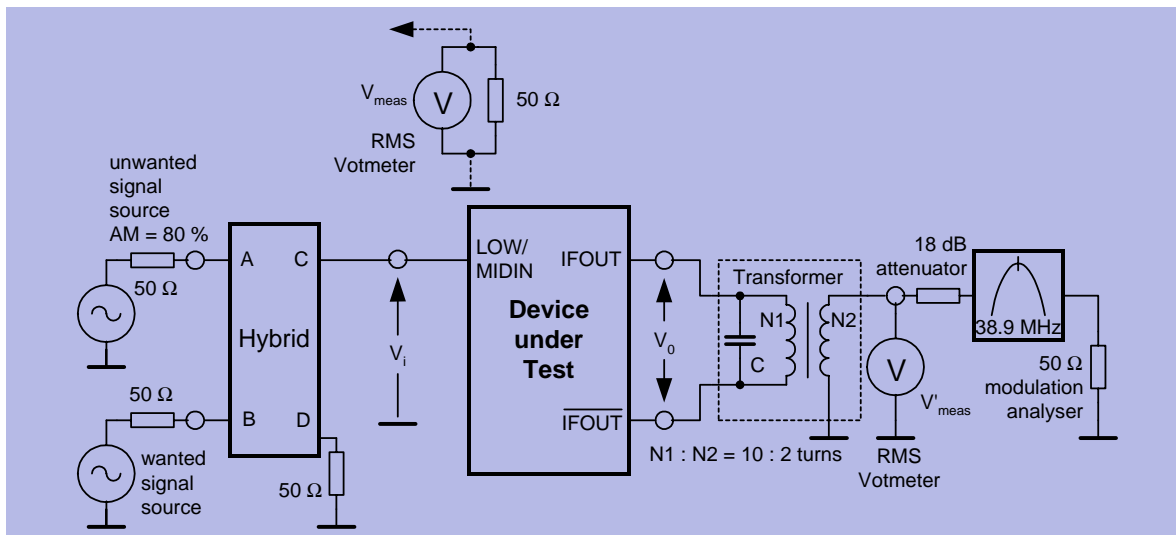 V meas
V
50 Ω
RMS
Votmeter
unwanted
signal
source
AM = 80 %
50 Ω
A
C
Hybrid
50 Ω
B
D
wanted
signal
source
50 Ω
Vi
LOW/
MIDIN
IFOUT
Device
under
Test
IFOUT
V0
Transformer
N1
N2
C
N1 : N2 = 10 : 2 turns
18 dB
attenuator
38.9 MHz
V
V'meas
RMS
Votmeter
50 Ω
modulation
analyser